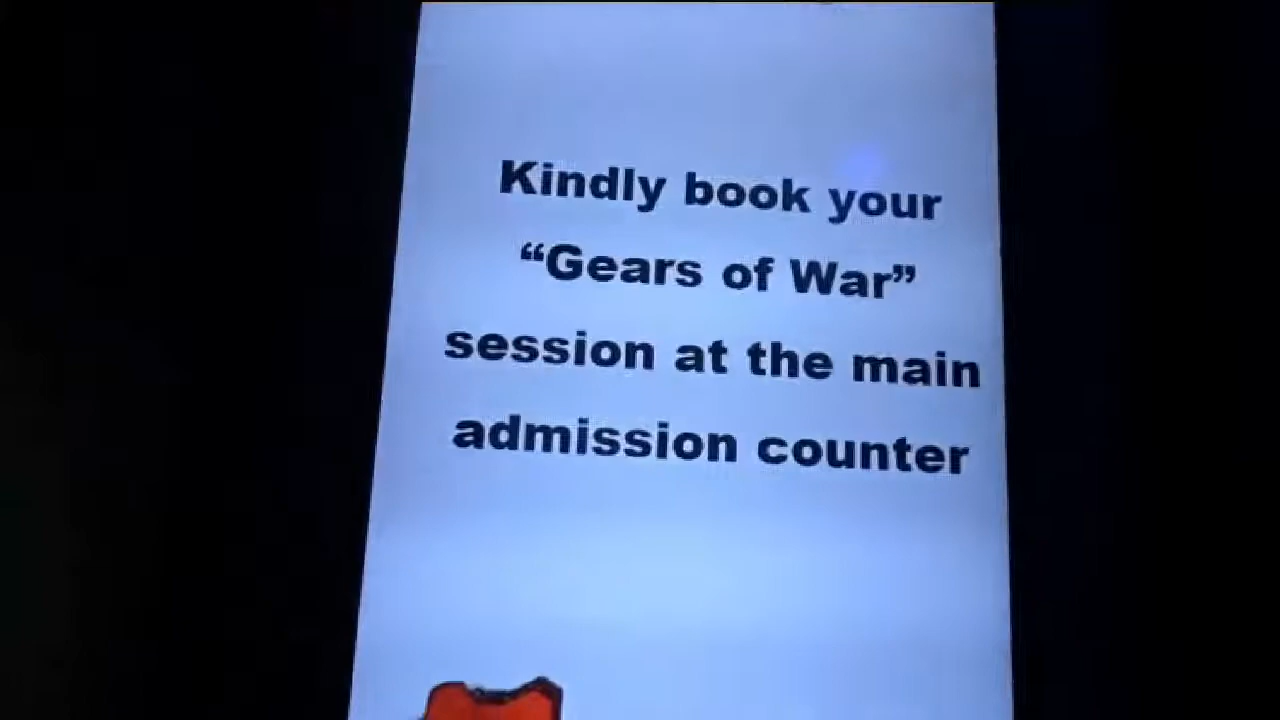 Kindly book your
“Gears of War”
session at the main
admission counter